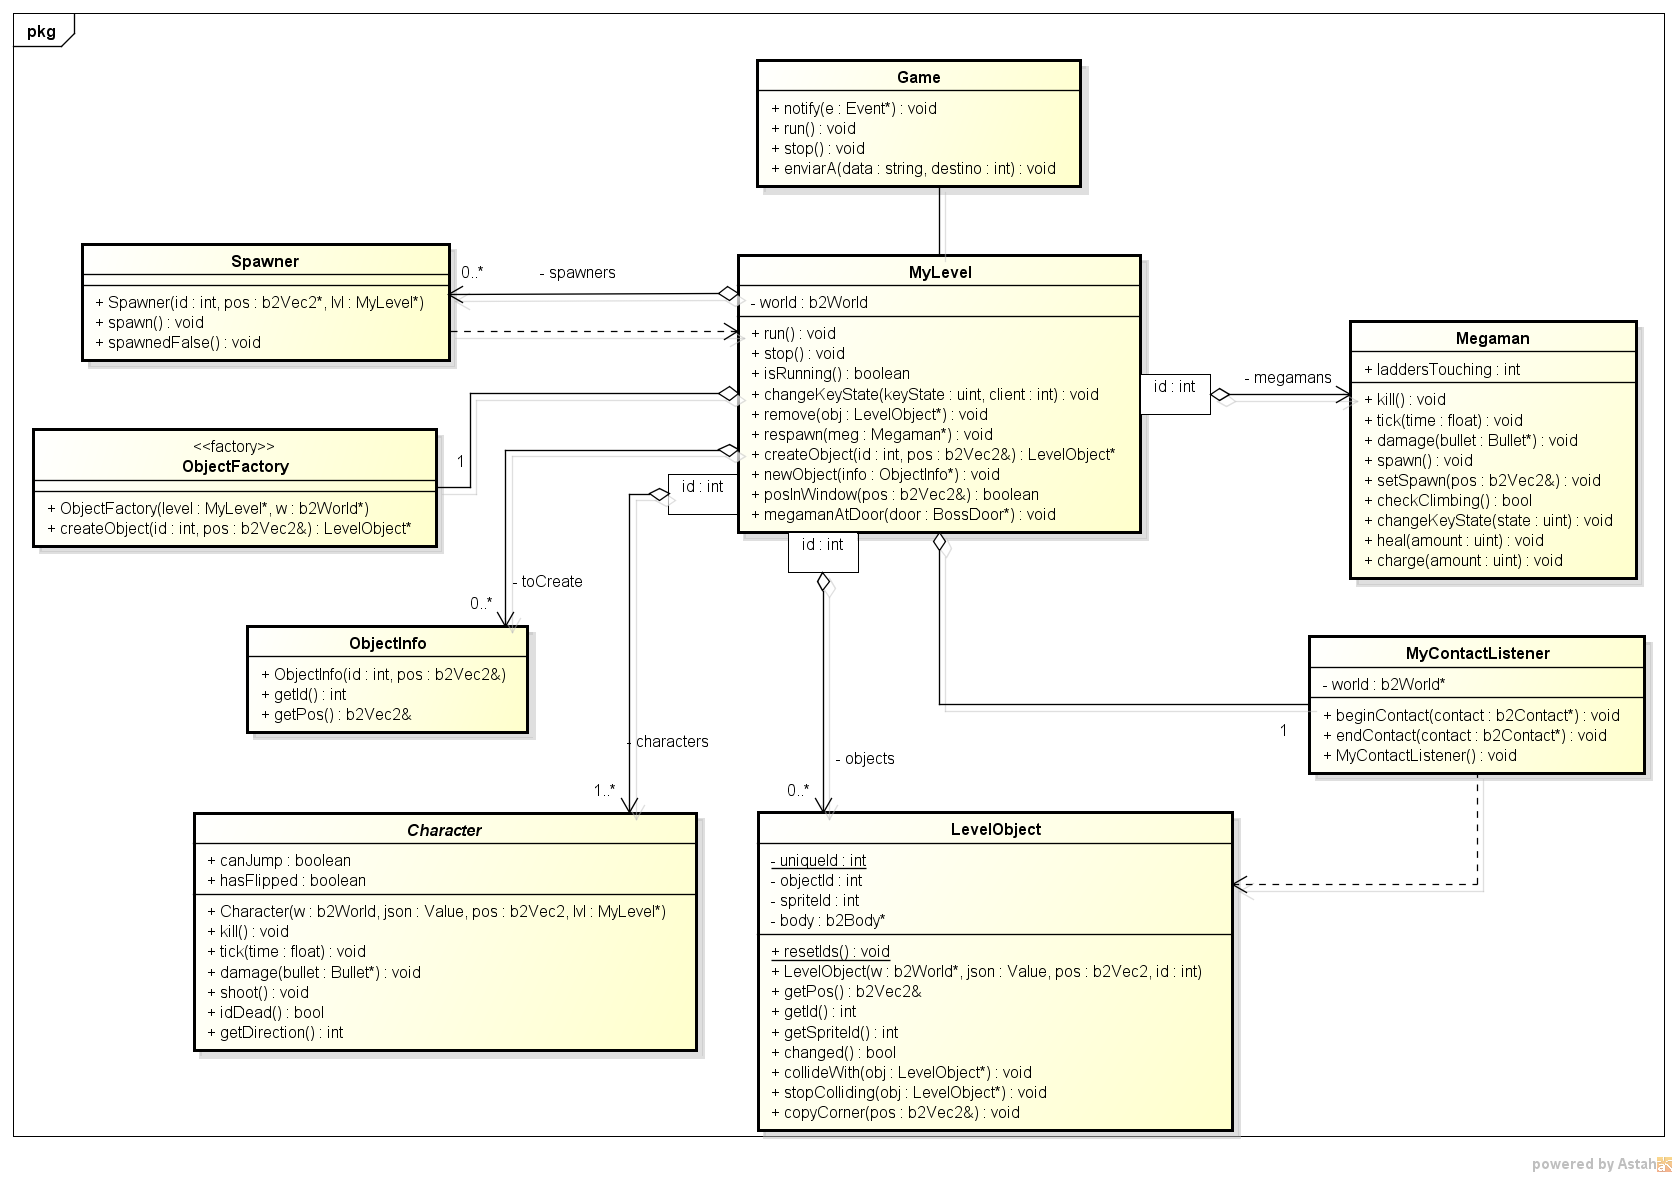 pkg
Game
+ notify(e : Event*) : void
+ run() : void
+ stop() : void
+ enviarA(data : string, destino : int) : void
Spawner
+ Spawner(id : int, pos : b2Vec2*, lvl : MyLevel*)
+ spawn() : void
+ spawnedFalse() : void
0..*
- spawners
MyLevel
- world : b2World
+ run() : void
+ stop() : void
+ isRunning() : boolean
+ changeKeyState(keyState : uint, client : int) : void
+ remove(obj : LevelObject*) : void
+ respawn(meg : Megaman*) : void
+ createObject(id : int, pos : b2Vec2&) : LevelObject*
+ newObject(info : ObjectInfo*) : void
+ posInWindow(pos : b2Vec2&) : boolean
+ megamanAtDoor(door : BossDoor*) : void
id : int
- megamans
Megaman
+ laddersTouching : int
+ kill() : void
+ tick(time : float) : void
+ damage(bullet : Bullet*) : void
+ spawn() : void
+ setSpawn(pos : b2Vec2&) : void
+ checkClimbing() : bool
+ changeKeyState(state : uint) : void
+ heal(amount : uint) : void
+ charge(amount : uint) : void
<<factory>>
ObjectFactory
+ ObjectFactory(level : MyLevel*, w : b2World*)
+ createObject(id : int, pos : b2Vec2&) : LevelObject*
1
id : int
id : int
- toCreate
0..*
ObjectInfo
+ ObjectInfo(id : int, pos : b2Vec2&)
+ getId() : int
+ getPos() : b2Vec2&
MyContactListener
- world : b2World*
+ beginContact(contact : b2Contact*) : void
+ endContact(contact : b2Contact*) : void
+ MyContactListener() : void
1
- characters
1..*
- objects
0..*
Character
+ canJump : boolean
+ hasFlipped : boolean
+ Character(w : b2World, json : Value, pos : b2Vec2, lvl : MyLevel*)
+ kill() : void
+ tick(time : float) : void
+ damage(bullet : Bullet*) : void
+ shoot() : void
+ idDead() : bool
+ getDirection() : int
LevelObject
- uniqueId : int
- objectId : int
- spriteId : int
- body : b2Body*
+ resetIds() : void
+ LevelObject(w : b2World*, json : Value, pos : b2Vec2, id : int)
+ getPos() : b2Vec2&
+ getId() : int
+ getSpriteId() : int
+ changed() : bool
+ collideWith(obj : LevelObject*) : void
+ stopColliding(obj : LevelObject*) : void
+ copyCorner(pos : b2Vec2&) : void
powered by Astah